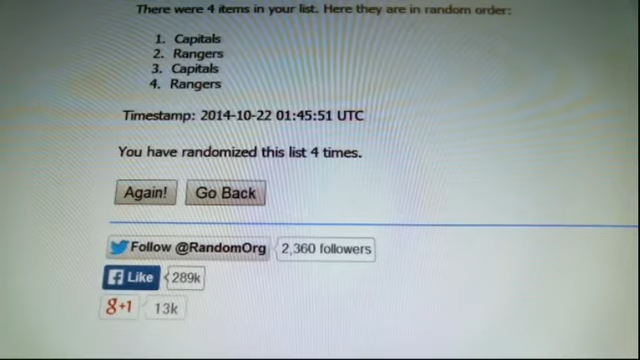 There were 4 items in your list. Here they are in random order:
1. Capitals
2. Rangers
3. Capitals
4. Rangers
Timestamp: 2014-10-22 01:45:51 UTC
You have randomized this list 4 times.
Again! Go Back
Follow @RandomOrg 2,360 followers
Like 289k
g+1 13k